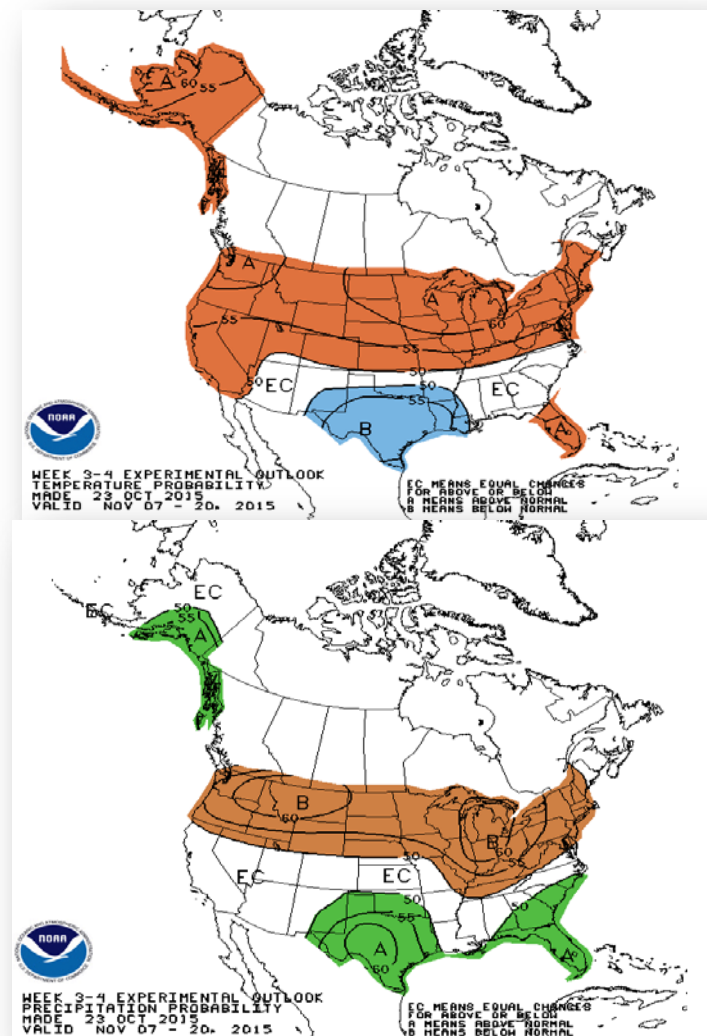 A
60
55
A
A
60
55
55
50
50
EC
50
55
EC
B
A
NOAA
WEEK 3-4 EXPERIMENTAL OUTLOOK
TEMPERATURE PROBABILITY
MADE 23 OCT 2015
VALID NOV 07 - 20, 2015
EC MEANS EQUAL CHANCES
FOR ABOVE OR BELOW
A MEANS ABOVE NORMAL
B MEANS BELOW NORMAL
EC
EC
50
55
A
B
60
B
60
55
50
EC
EC
50
55
50
A
60
A
NOAA
WEEK 3-4 EXPERIMENTAL OUTLOOK
PRECIPITATION PROBABILITY
MADE 23 OCT 2015
VALID NOV 07 - 20, 2015
EC MEANS EQUAL CHANCES
FOR ABOVE OR BELOW
A MEANS ABOVE NORMAL
B MEANS BELOW NORMAL